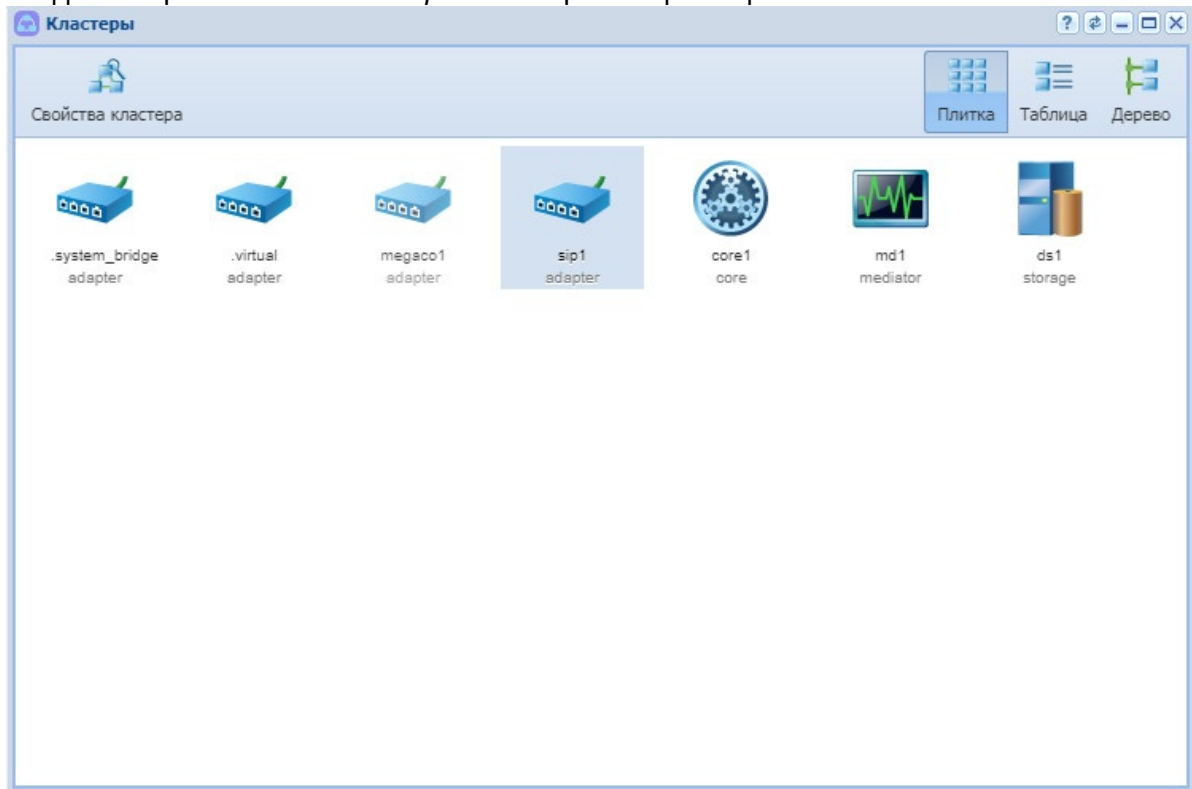 Кластеры
Свойства кластера
Плитка Таблица Дерево
.system_bridge .virtual megaco1 sip1 core1 md1 ds1
adapter adapter adapter adapter core mediator storage